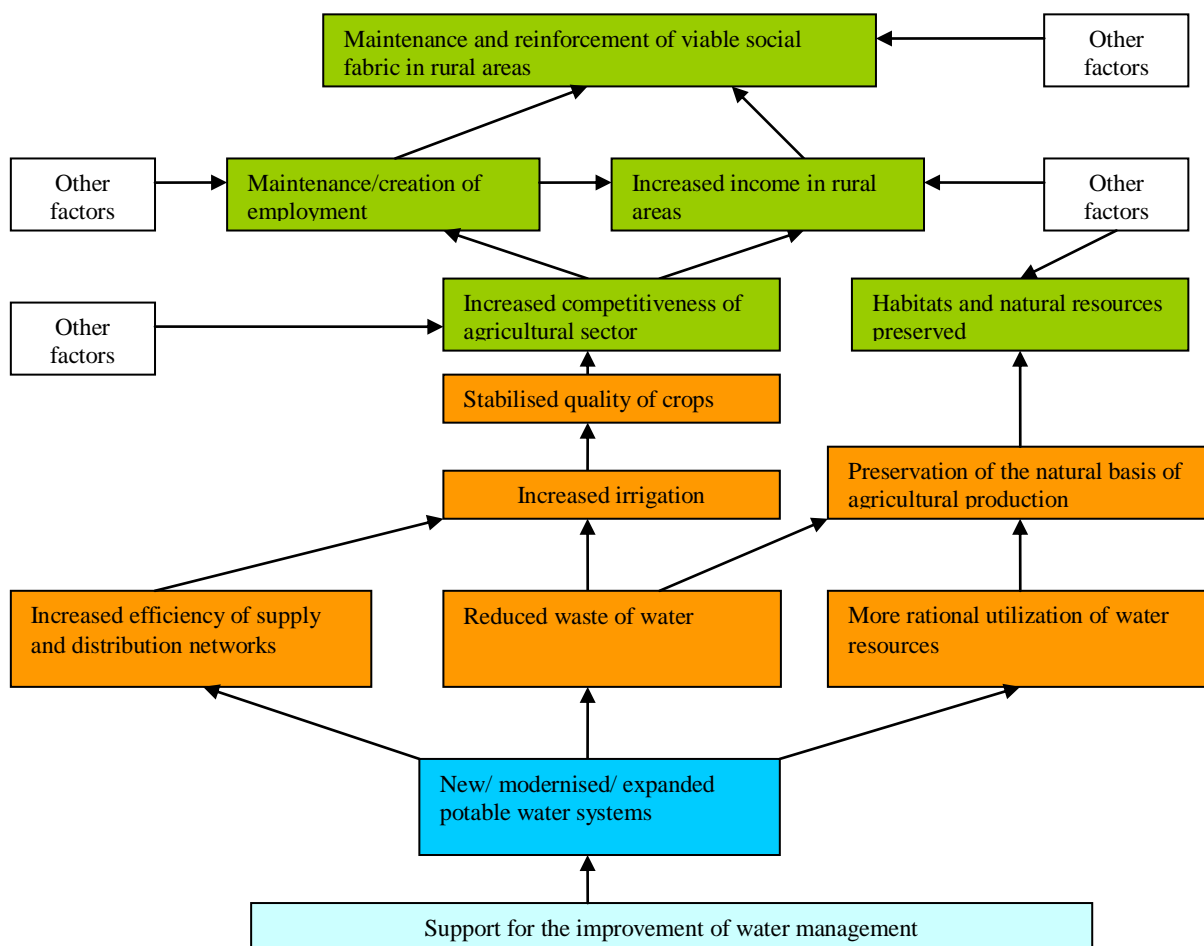 Maintenance and reinforcement of viable social
fabric in rural areas
Other
factors
Other
factors
Maintenance/creation of
employment
Increased income in rural
areas
Other
factors
Other
factors
Increased competitiveness of
agricultural sector
Habitats and natural resources
preserved
Stabilised quality of crops
Increased irrigation
Preservation of the natural basis of
agricultural production
Increased efficiency of supply
and distribution networks
Reduced waste of water
More rational utilization of water
resources
New/ modernised/ expanded
potable water systems
Support for the improvement of water management